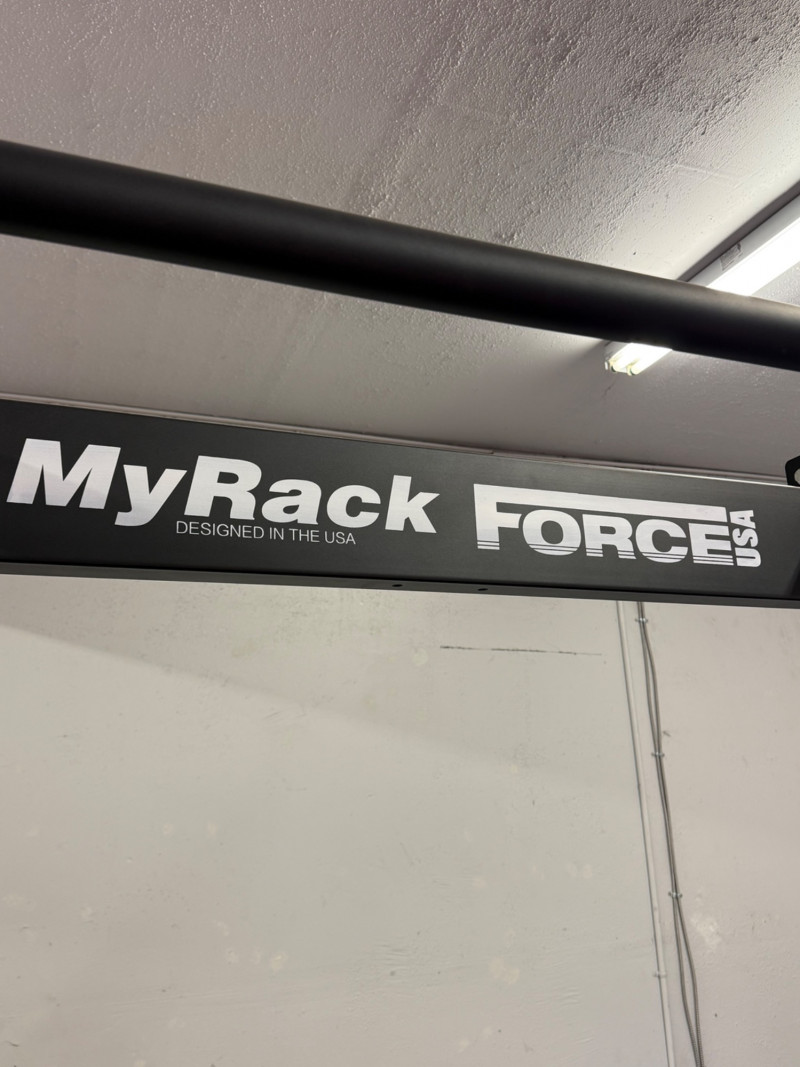 MyRack
DESIGNED IN THE USA
FORCE USA